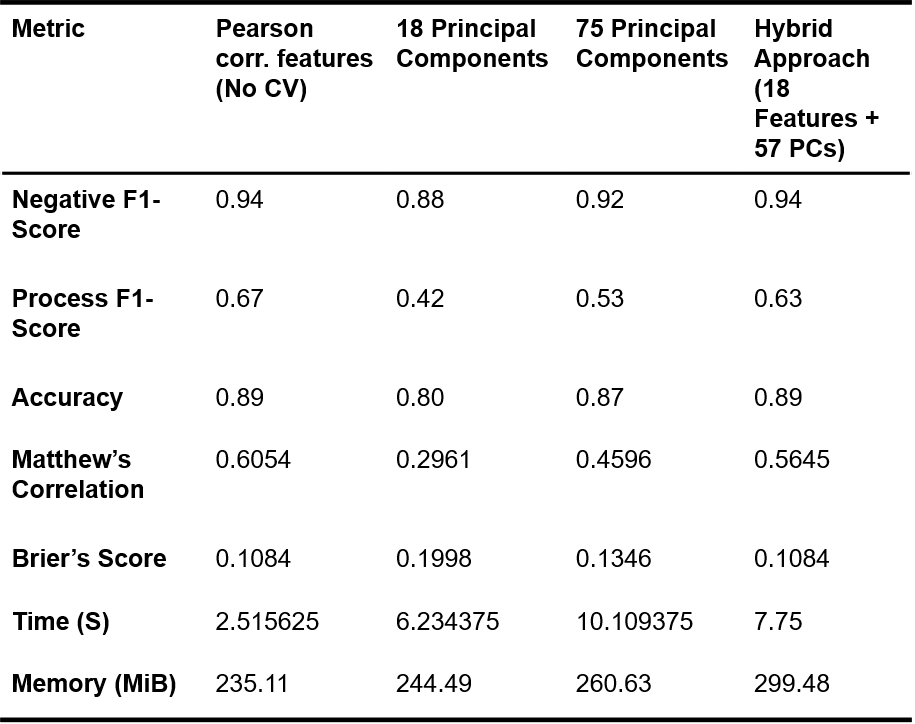 Metric Pearson 18 Principal 75 Principal Hybrid
corr. features Components Components Approach
(No CV) (18
Features +
57 PCs)
Negative F1- 0.94 0.88 0.92 0.94
Score
Process F1- 0.67 0.42 0.53 0.63
Score
Accuracy 0.89 0.80 0.87 0.89
Matthew’s 0.6054 0.2961 0.4596 0.5645
Correlation
Brier’s Score 0.1084 0.1998 0.1346 0.1084
Time (S) 2.515625 6.234375 10.109375 7.75
Memory (MiB) 235.11 244.49 260.63 299.48